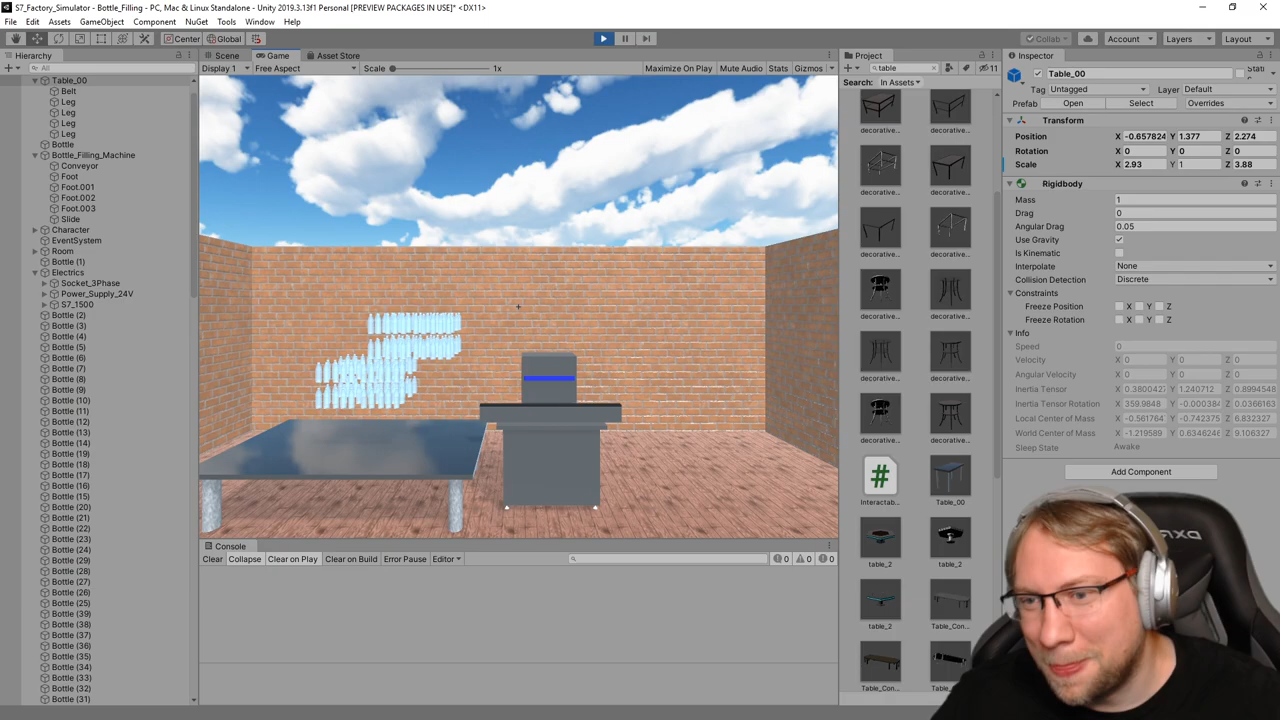 S7_Factory_Simulator - Bottle_Filling - PC, Mac & Linux Standalone - Unity 2019.3.13f1 Personal [PREVIEW PACKAGES IN USE]* <DX11>
File Edit Assets GameObject Component NuGet Tools Window Help
Center Global Collab Account Layers Layout
Hierarchy
All
Table_00
Belt
Leg
Leg
Leg
Leg
Bottle
Bottle_Filling_Machine
Conveyor
Foot
Foot.001
Foot.002
Foot.003
Slide
Character
EventSystem
Room
Bottle (1)
Electrics
Socket_3Phase
Power_Supply_24V
S7_1500
Bottle (2)
Bottle (3)
Bottle (4)
Bottle (5)
Bottle (6)
Bottle (7)
Bottle (8)
Bottle (9)
Bottle (10)
Bottle (11)
Bottle (12)
Bottle (13)
Bottle (14)
Bottle (19)
Bottle (18)
Bottle (17)
Bottle (16)
Bottle (15)
Bottle (20)
Bottle (21)
Bottle (22)
Bottle (23)
Bottle (24)
Bottle (29)
Bottle (28)
Bottle (27)
Bottle (26)
Bottle (25)
Bottle (39)
Bottle (38)
Bottle (37)
Bottle (36)
Bottle (35)
Bottle (34)
Bottle (33)
Bottle (32)
Bottle (31)
Scene Game Asset Store
Display 1 Free Aspect Scale 1x Maximize On Play Mute Audio Stats Gizmos
Console
Clear Collapse Clear on Play Clear on Build Error Pause Editor 0 0 0
Project
table 11
Search: In Assets
decorative... decorative...
decorative... decorative...
decorative... decorative...
decorative... decorative...
decorative... decorative...
decorative... decorative...
Interactab... Table_00
table_2 table_2
table_2 Table_Con...
Table_Con...
Inspector
Table_00
Tag Untagged Layer Default
Prefab Open Select Overrides
Transform
Position X -0.657824 Y 1.377 Z 2.274
Rotation X 0 Y 0 Z 0
Scale X 2.93 Y 1 Z 3.88
Rigidbody
Mass 1
Drag 0
Angular Drag 0.05
Use Gravity
Is Kinematic
Interpolate None
Collision Detection Discrete
Constraints
Freeze Position X Y Z
Freeze Rotation X Y Z
Info
Speed 0
Velocity X 0 Y 0 Z 0
Angular Velocity X 0 Y 0 Z 0
Inertia Tensor X 0.3800427 Y 1.240712 Z 0.8994548
Inertia Tensor Rotation X 359.9848 Y -0.000384 Z 0.0366163
Local Center of Mass X -0.561764 Y -0.742375 Z 6.832327
World Center of Mass X -1.219589 Y 0.6346246 Z 9.106327
Sleep State Awake
Add Component